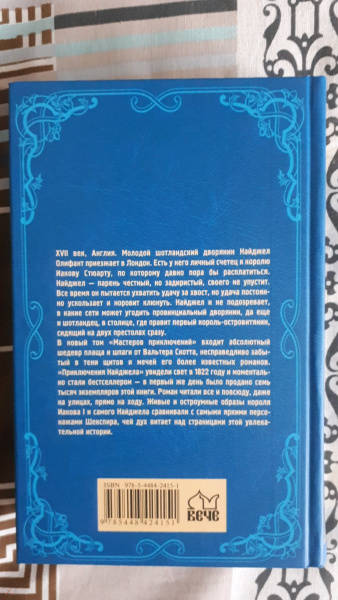 XVII век, Англия. Молодой шотландский дворянин Найджел
Олифант приезжает в Лондон. Есть у него личный счетец к королю
Иакову Стюарту, по которому давно пора бы расплатиться.
Найджел – парень честный, но задиристый, своего не упустит.
Все время он пытается ухватить удачу за хвост, но удача постоян-
но ускользает и норовит клюнуть. Найджел и не подозревает,
в какие сети может угодить провинциальный дворянин, да еще
и шотландец, в столице, где правит первый король-островитянин,
сидящий на двух престолах сразу.
В новый том «Мастеров приключений» входит абсолютный
шедевр плаща и шпаги от Вальтера Скотта, несправедливо забы-
тый в тени щитов и мечей его более известных романов.
«Приключения Найджела» увидели свет в 1822 году и моменталь-
но стали бестселлером – в первый же день было продано семь
тысяч экземпляров этой книги. Роман читали все и повсюду, даже
на улицах, прямо на ходу. Живые и остроумные образы короля
Иакова I и самого Найджела сравнивали с самыми яркими персо-
нажами Шекспира, чей дух витает над страницами этой увлека-
тельной истории.
ISBN 978-5-4484-2415-1
9785448424151
ВЕЧЕ